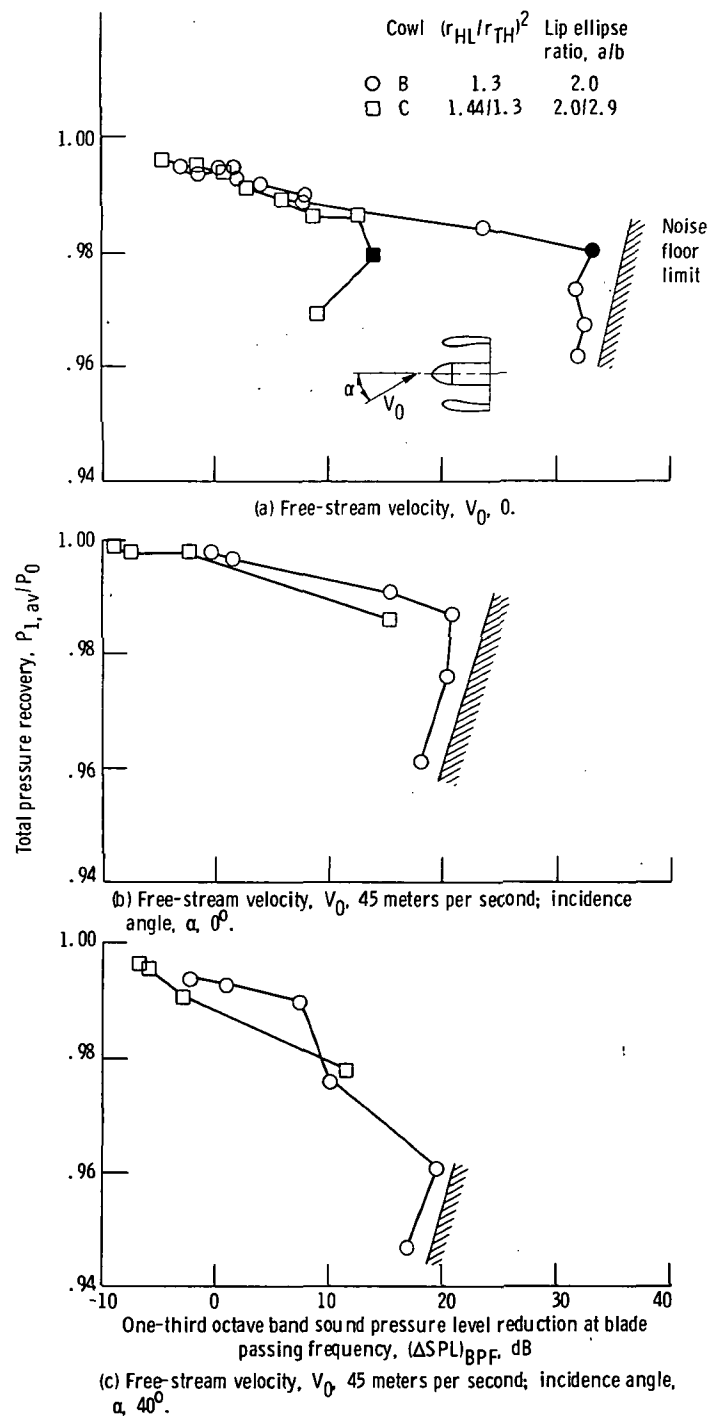 Cowl (rHL/rTH)2 Lip ellipse
ratio, a/b
B 1.3 2.0
C 1.44/1.3 2.0/2.9
1.00
.98
.96
.94
Noise
floor
limit
α
V0
(a) Free-stream velocity, V0, 0.
Total pressure recovery, P1, av/P0
1.00
.98
.96
.94
(b) Free-stream velocity, V0, 45 meters per second; incidence
angle, α, 0o.
1.00
.98
.96
.94
-10 0 10 20 30 40
One-third octave band sound pressure level reduction at blade
passing frequency, (ΔSPL)BPF, dB
(c) Free-stream velocity, V0, 45 meters per second; incidence angle,
α, 40o.